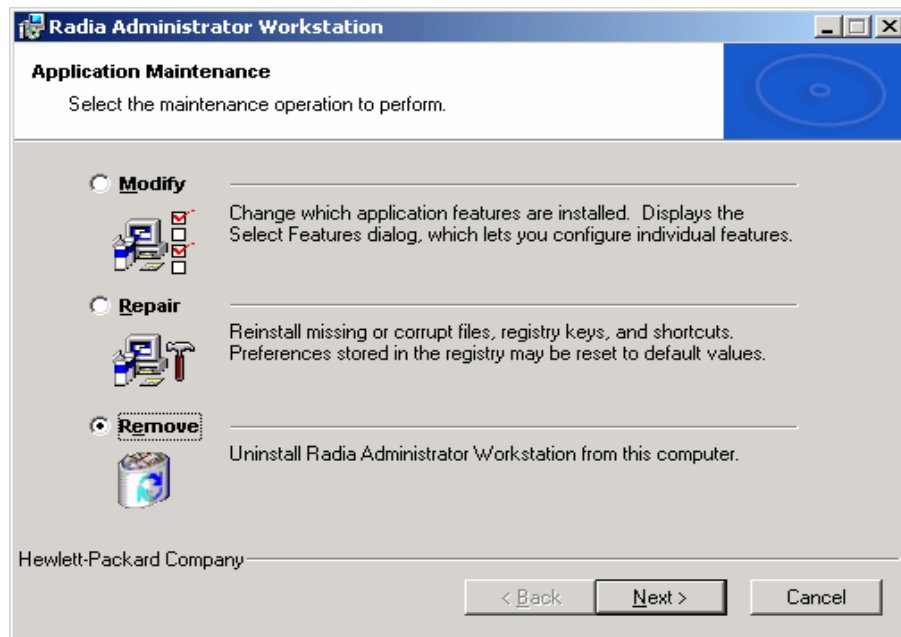 Radia Administrator Workstation
Application Maintenance
Select the maintenance operation to perform.
Modify
Change which application features are installed.  Displays the
Select Features dialog, which lets you configure individual features.
Repair
Reinstall missing or corrupt files, registry keys, and shortcuts.
Preferences stored in the registry may be reset to default values.
Remove
Uninstall Radia Administrator Workstation from this computer.
Hewlett-Packard Company
< Back
Next >
Cancel